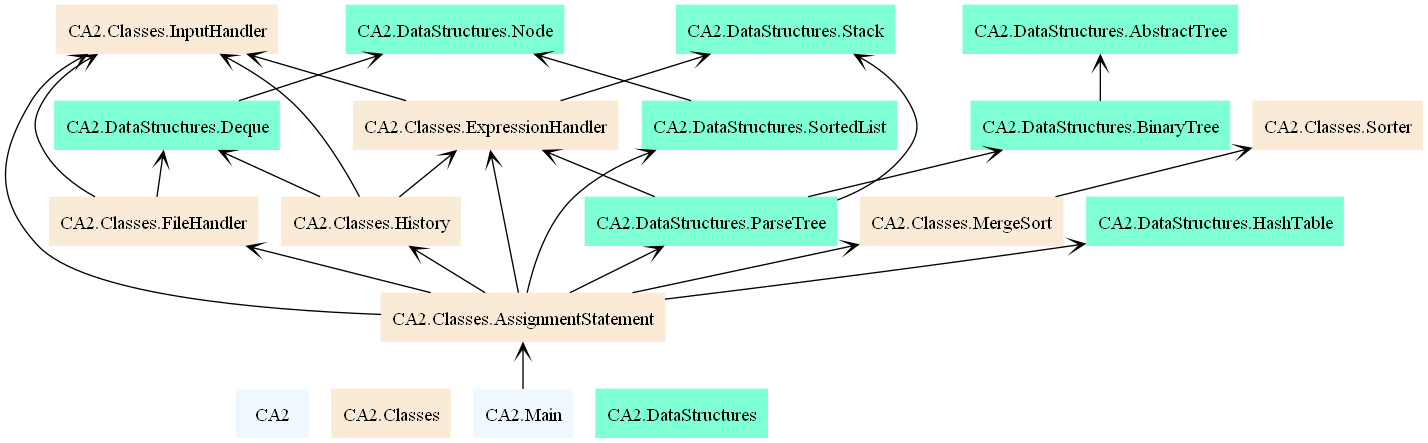 CA2.Classes.InputHandler
CA2.DataStructures.Node
CA2.DataStructures.Stack
CA2.DataStructures.AbstractTree
CA2.DataStructures.Deque
CA2.Classes.ExpressionHandler
CA2.DataStructures.SortedList
CA2.DataStructures.BinaryTree
CA2.Classes.Sorter
CA2.Classes.FileHandler
CA2.Classes.History
CA2.DataStructures.ParseTree
CA2.Classes.MergeSort
CA2.DataStructures.HashTable
CA2.Classes.AssignmentStatement
CA2
CA2.Classes
CA2.Main
CA2.DataStructures